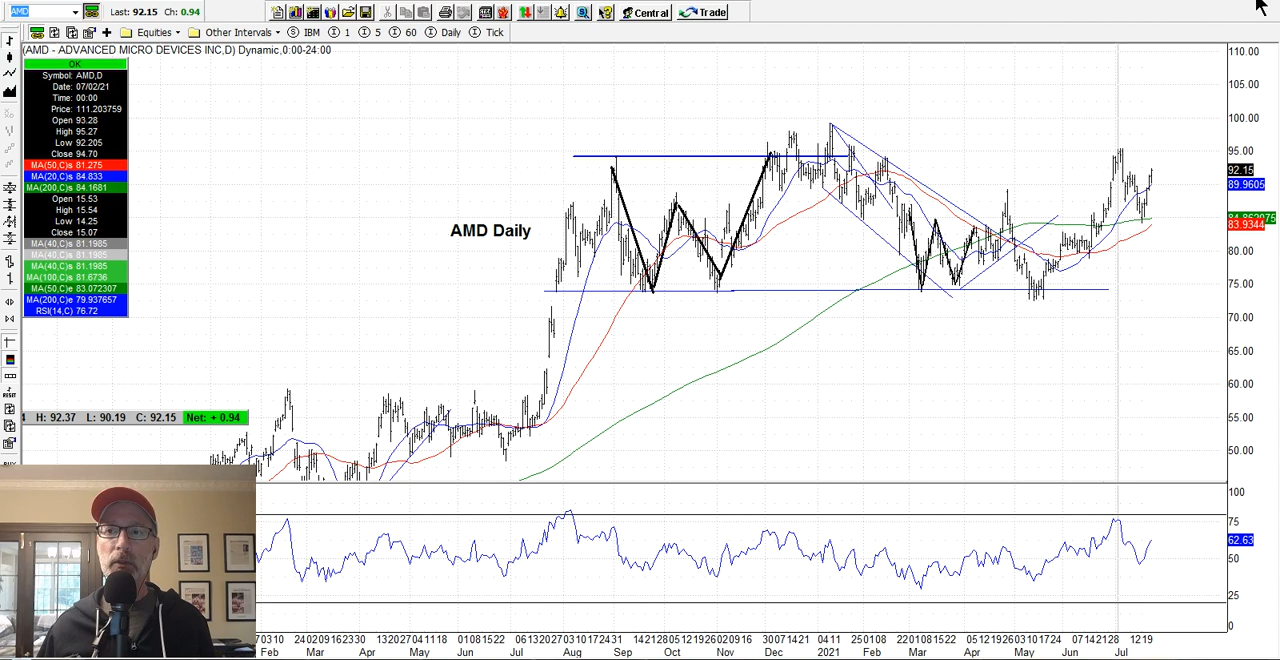 AMD Last: 92.15 Ch: 0.94 Central Trade
Equities Other Intervals IBM 1 5 60 Daily Tick
(AMD - ADVANCED MICRO DEVICES INC,D) Dynamic,0:00-24:00
OK
Symbol: AMD,D
Date: 07/02/21
Time: 00:00
Price: 111.203759
Open 93.28
High 95.27
Low 92.205
Close 94.70
MA(50,C)s 81.275
MA(20,C)s 84.833
MA(200,C)s 84.1681
Open 15.53
High 15.54
Low 14.25
Close 15.07
MA(40,C)s 81.1985
MA(40,C)s 81.1985
MA(40,C)s 81.1985
MA(100,C)s 81.6736
MA(50,C)e 83.072307
MA(200,C)e 79.937657
RSI(14,C) 76.72
AMD Daily
110.00
105.00
100.00
95.00
92.15
89.9605
83.9344
80.00
75.00
70.00
65.00
60.00
55.00
50.00
H: 92.37 L: 90.19 C: 92.15 Net: + 0.94
RESET
100
75
62.63
50
25
0
Feb Mar Apr May Jun Jul Aug Sep Oct Nov Dec 2021 Feb Mar Apr May Jun Jul